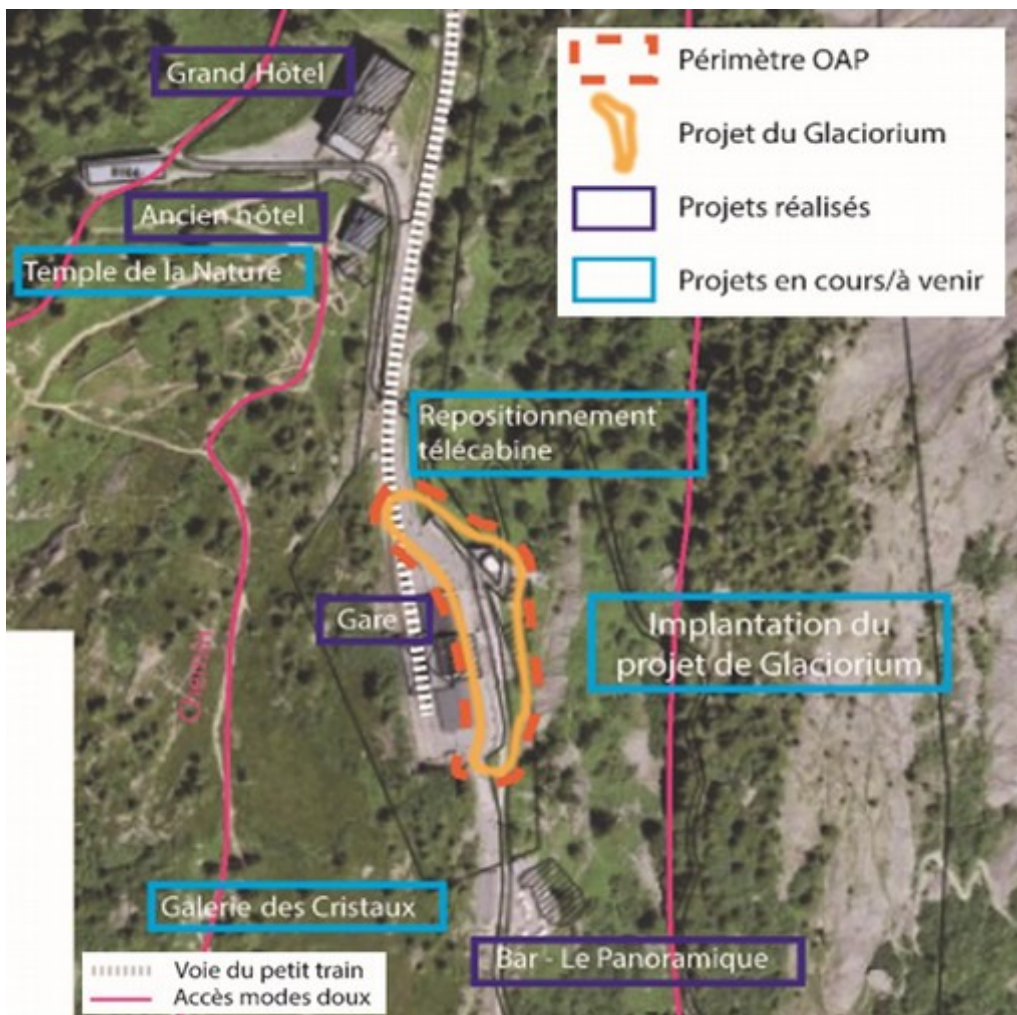 Grand Hôtel
Ancien hôtel
Temple de la Nature
Périmètre OAP
Projet du Glaciorium
Projets réalisés
Projets en cours/à venir
Repositionnement
télécabine
Gare
Implantation du
projet de Glaciorium
Galerie des Cristaux
Bar - Le Panoramique
Voie du petit train
Accès modes doux